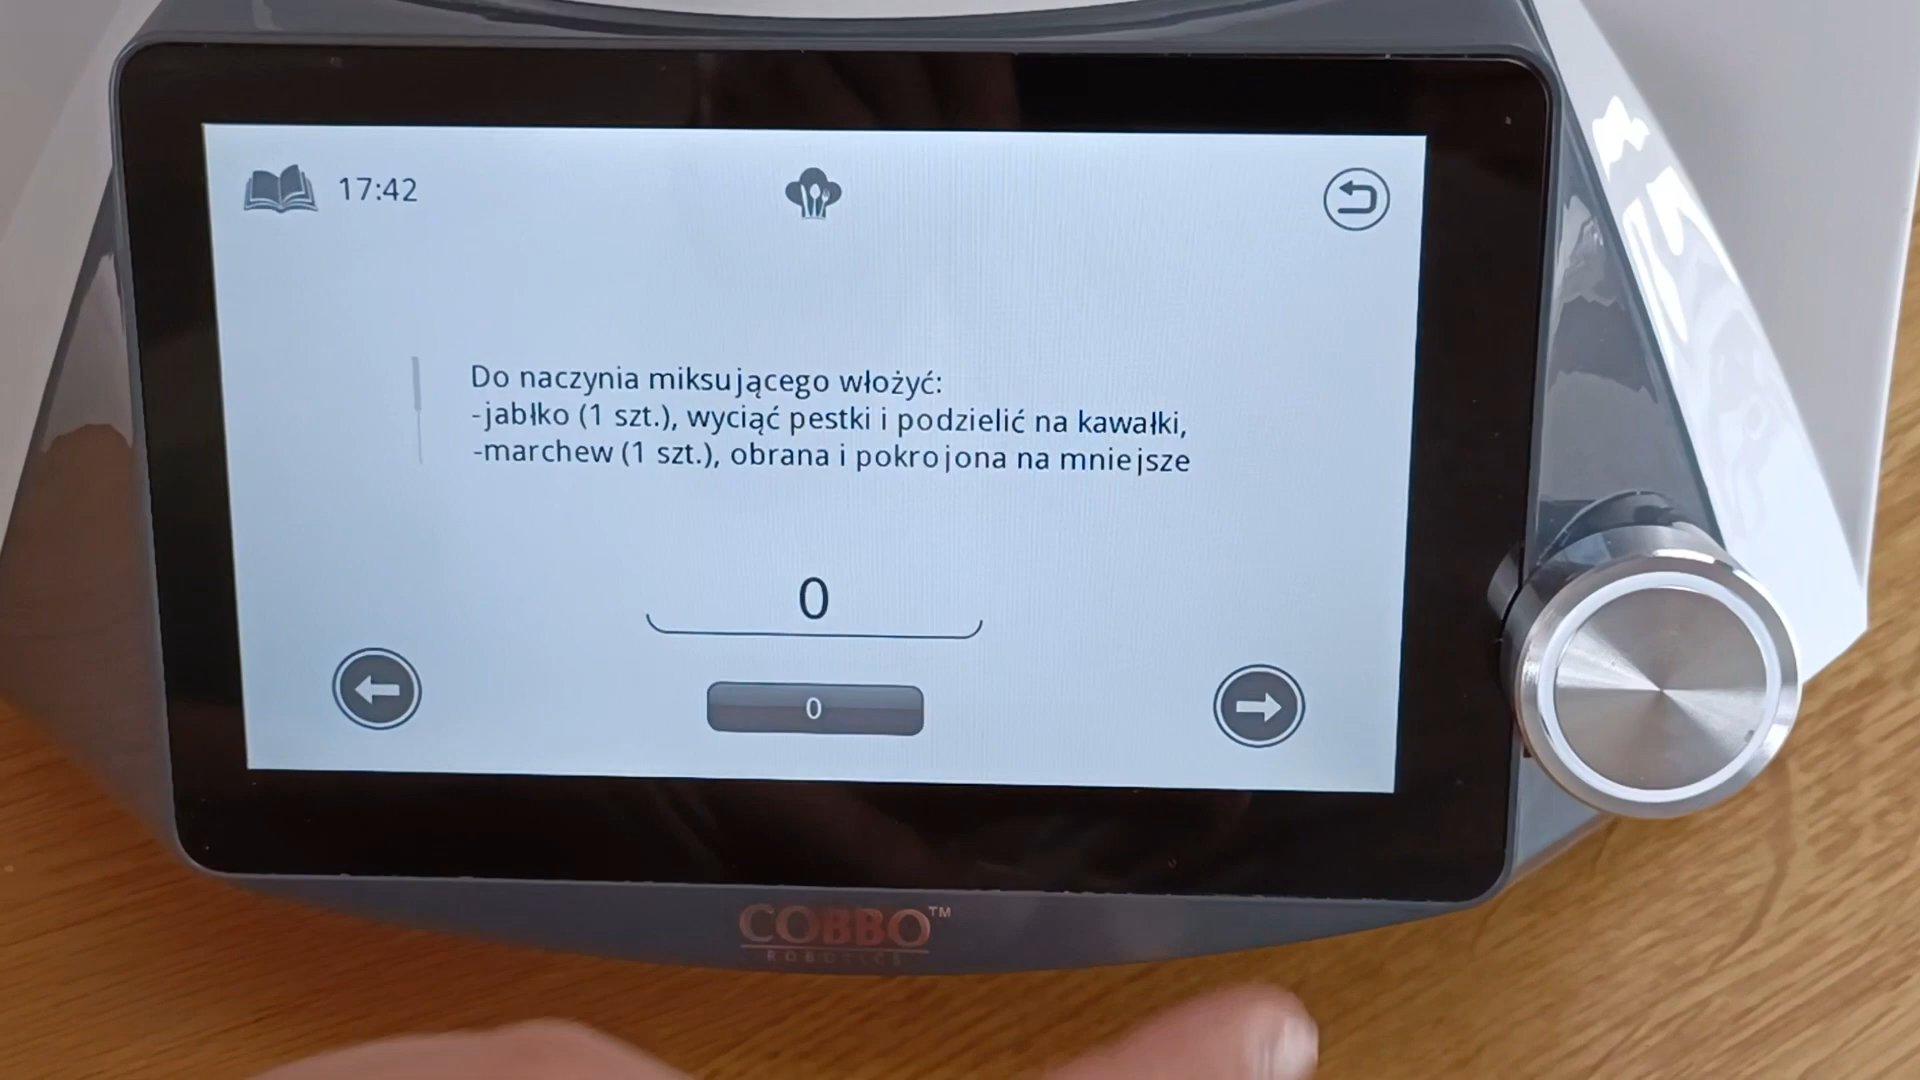 17:42
Do naczynia miksującego włożyć:
-jabłko (1 szt.), wyciąć pestki i podzielić na kawałki,
-marchew (1 szt.), obrana i pokrojona na mniejsze
0
0
COBBO™
ROBOTICS